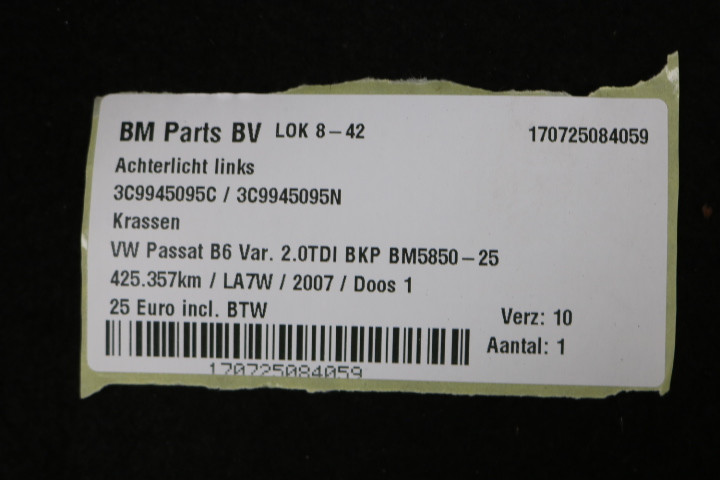 BM Parts BV LOK 8-42 170725084059
Achterlicht links
3C9945095C / 3C9945095N
Krassen
VW Passat B6 Var. 2.0TDI BKP BM5850-25
425.357km / LA7W / 2007 / Doos 1
25 Euro incl. BTW
Verz: 10
Aantal: 1
170725084059